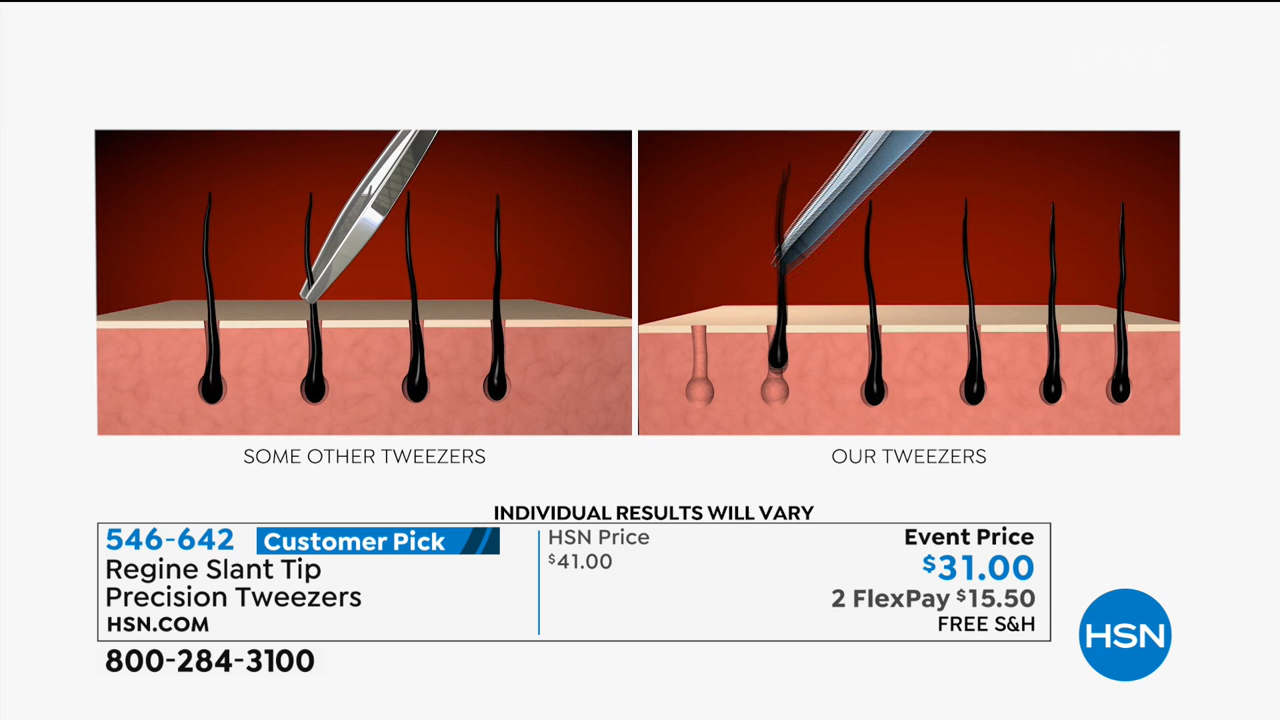 LIVE
SOME OTHER TWEEZERS
OUR TWEEZERS
INDIVIDUAL RESULTS WILL VARY
546-642 Customer Pick
Regine Slant Tip
Precision Tweezers
HSN.COM
800-284-3100
HSN Price
$41.00
Event Price
$31.00
2 FlexPay $15.50
FREE S&H
HSN